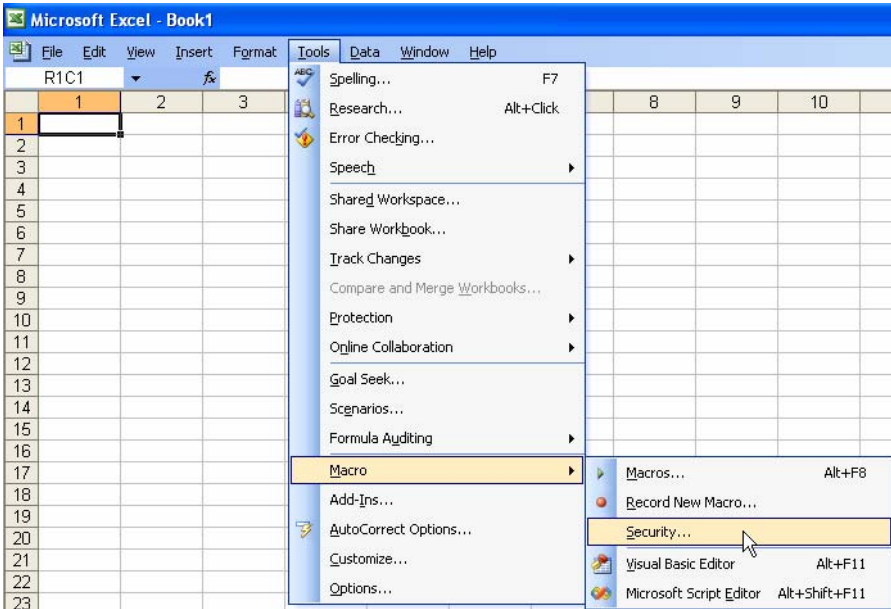 Microsoft Excel - Book1
File Edit View Insert Format Tools Data Window Help
R1C1 fx
1 2 3 8 9 10
1
2
3
4
5
6
7
8
9
10
11
12
13
14
15
16
17
18
19
20
21
22
23
ABC Spelling... F7
Research... Alt+Click
Error Checking...
Speech
Shared Workspace...
Share Workbook...
Track Changes
Compare and Merge Workbooks...
Protection
Online Collaboration
Goal Seek...
Scenarios...
Formula Auditing
Macro
Add-Ins...
AutoCorrect Options...
Customize...
Options...
Macros... Alt+F8
Record New Macro...
Security...
Visual Basic Editor Alt+F11
Microsoft Script Editor Alt+Shift+F11